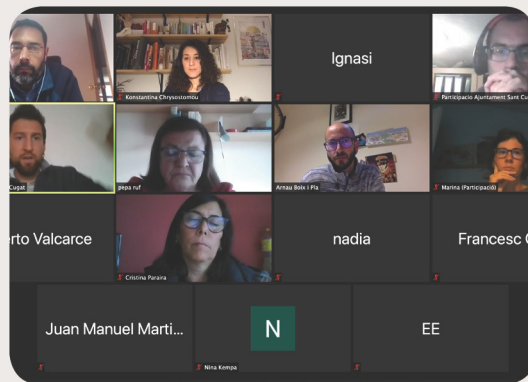 Ignasi
Konstantina Chrysostomou
Participacio Ajuntament Sant Cu
Cugat
pepa ruf
Arnau Boix i Pla
Marina (Participació)
rto Valcarce
nadia
Francesc
Cristina Paraira
Juan Manuel Marti...
N
EE
Nina Kempa